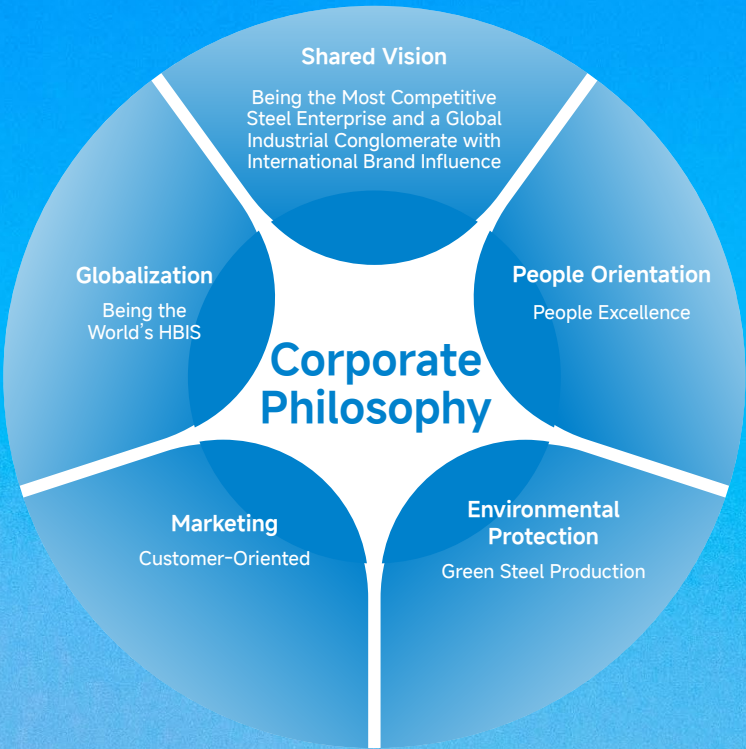 Shared Vision
Being the Most Competitive
Steel Enterprise and a Global
Industrial Conglomerate with
International Brand Influence
Globalization
Being the
World's HBIS
People Orientation
People Excellence
Corporate
Philosophy
Marketing
Customer-Oriented
Environmental
Protection
Green Steel Production